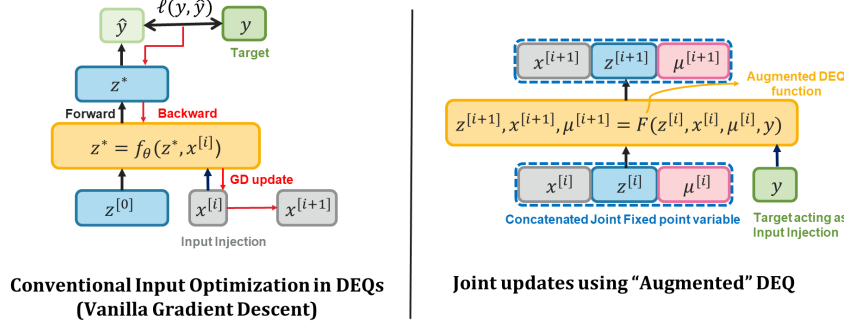 ℓ(y, ŷ)
ŷ
y
Target
z*
Forward
Backward
z* = f_θ(z*, x^[i])
GD update
z^[0]
x^[i]
x^[i+1]
Input Injection
Conventional Input Optimization in DEQs
(Vanilla Gradient Descent)
x^[i+1] z^[i+1] μ^[i+1]
Augmented DEQ
function
z^[i+1], x^[i+1], μ^[i+1] = F(z^[i], x^[i], μ^[i], y)
x^[i] z^[i] μ^[i]
y
Concatenated Joint Fixed point variable
Target acting as
Input Injection
Joint updates using “Augmented” DEQ